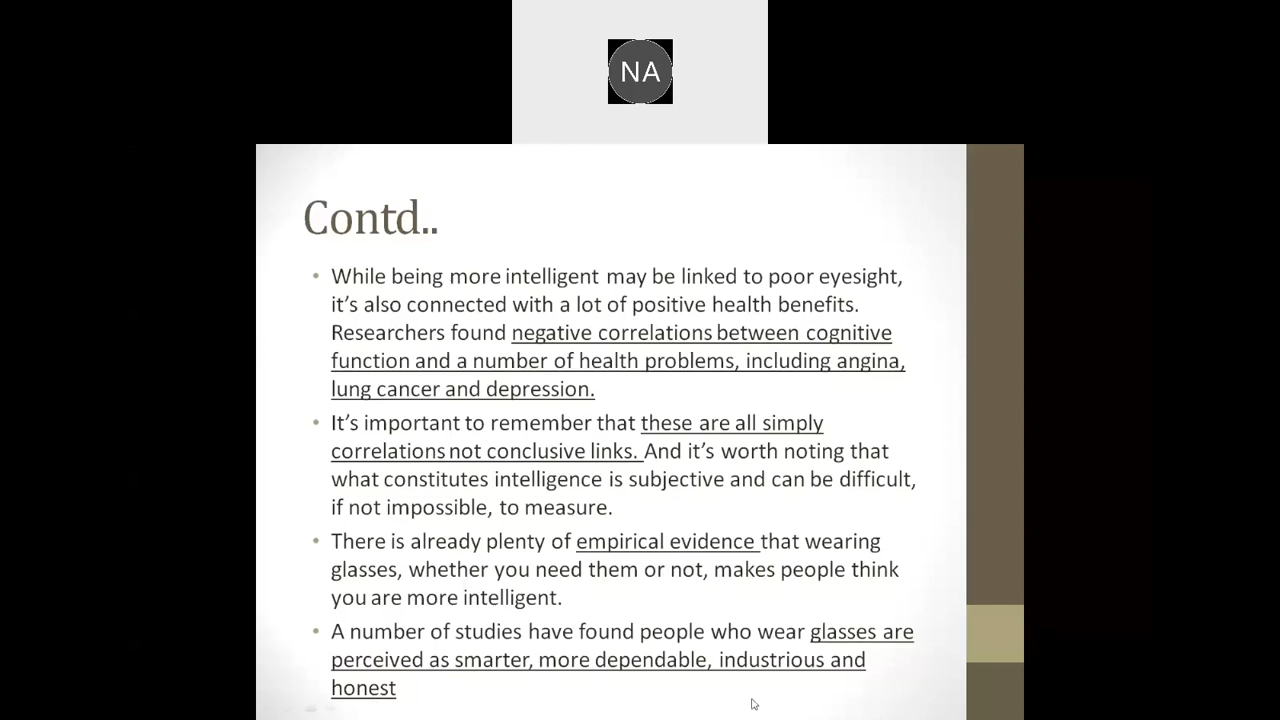 NA
Contd..
• While being more intelligent may be linked to poor eyesight,
it’s also connected with a lot of positive health benefits.
Researchers found negative correlations between cognitive
function and a number of health problems, including angina,
lung cancer and depression.
• It’s important to remember that these are all simply
correlations not conclusive links. And it’s worth noting that
what constitutes intelligence is subjective and can be difficult,
if not impossible, to measure.
• There is already plenty of empirical evidence that wearing
glasses, whether you need them or not, makes people think
you are more intelligent.
• A number of studies have found people who wear glasses are
perceived as smarter, more dependable, industrious and
honest